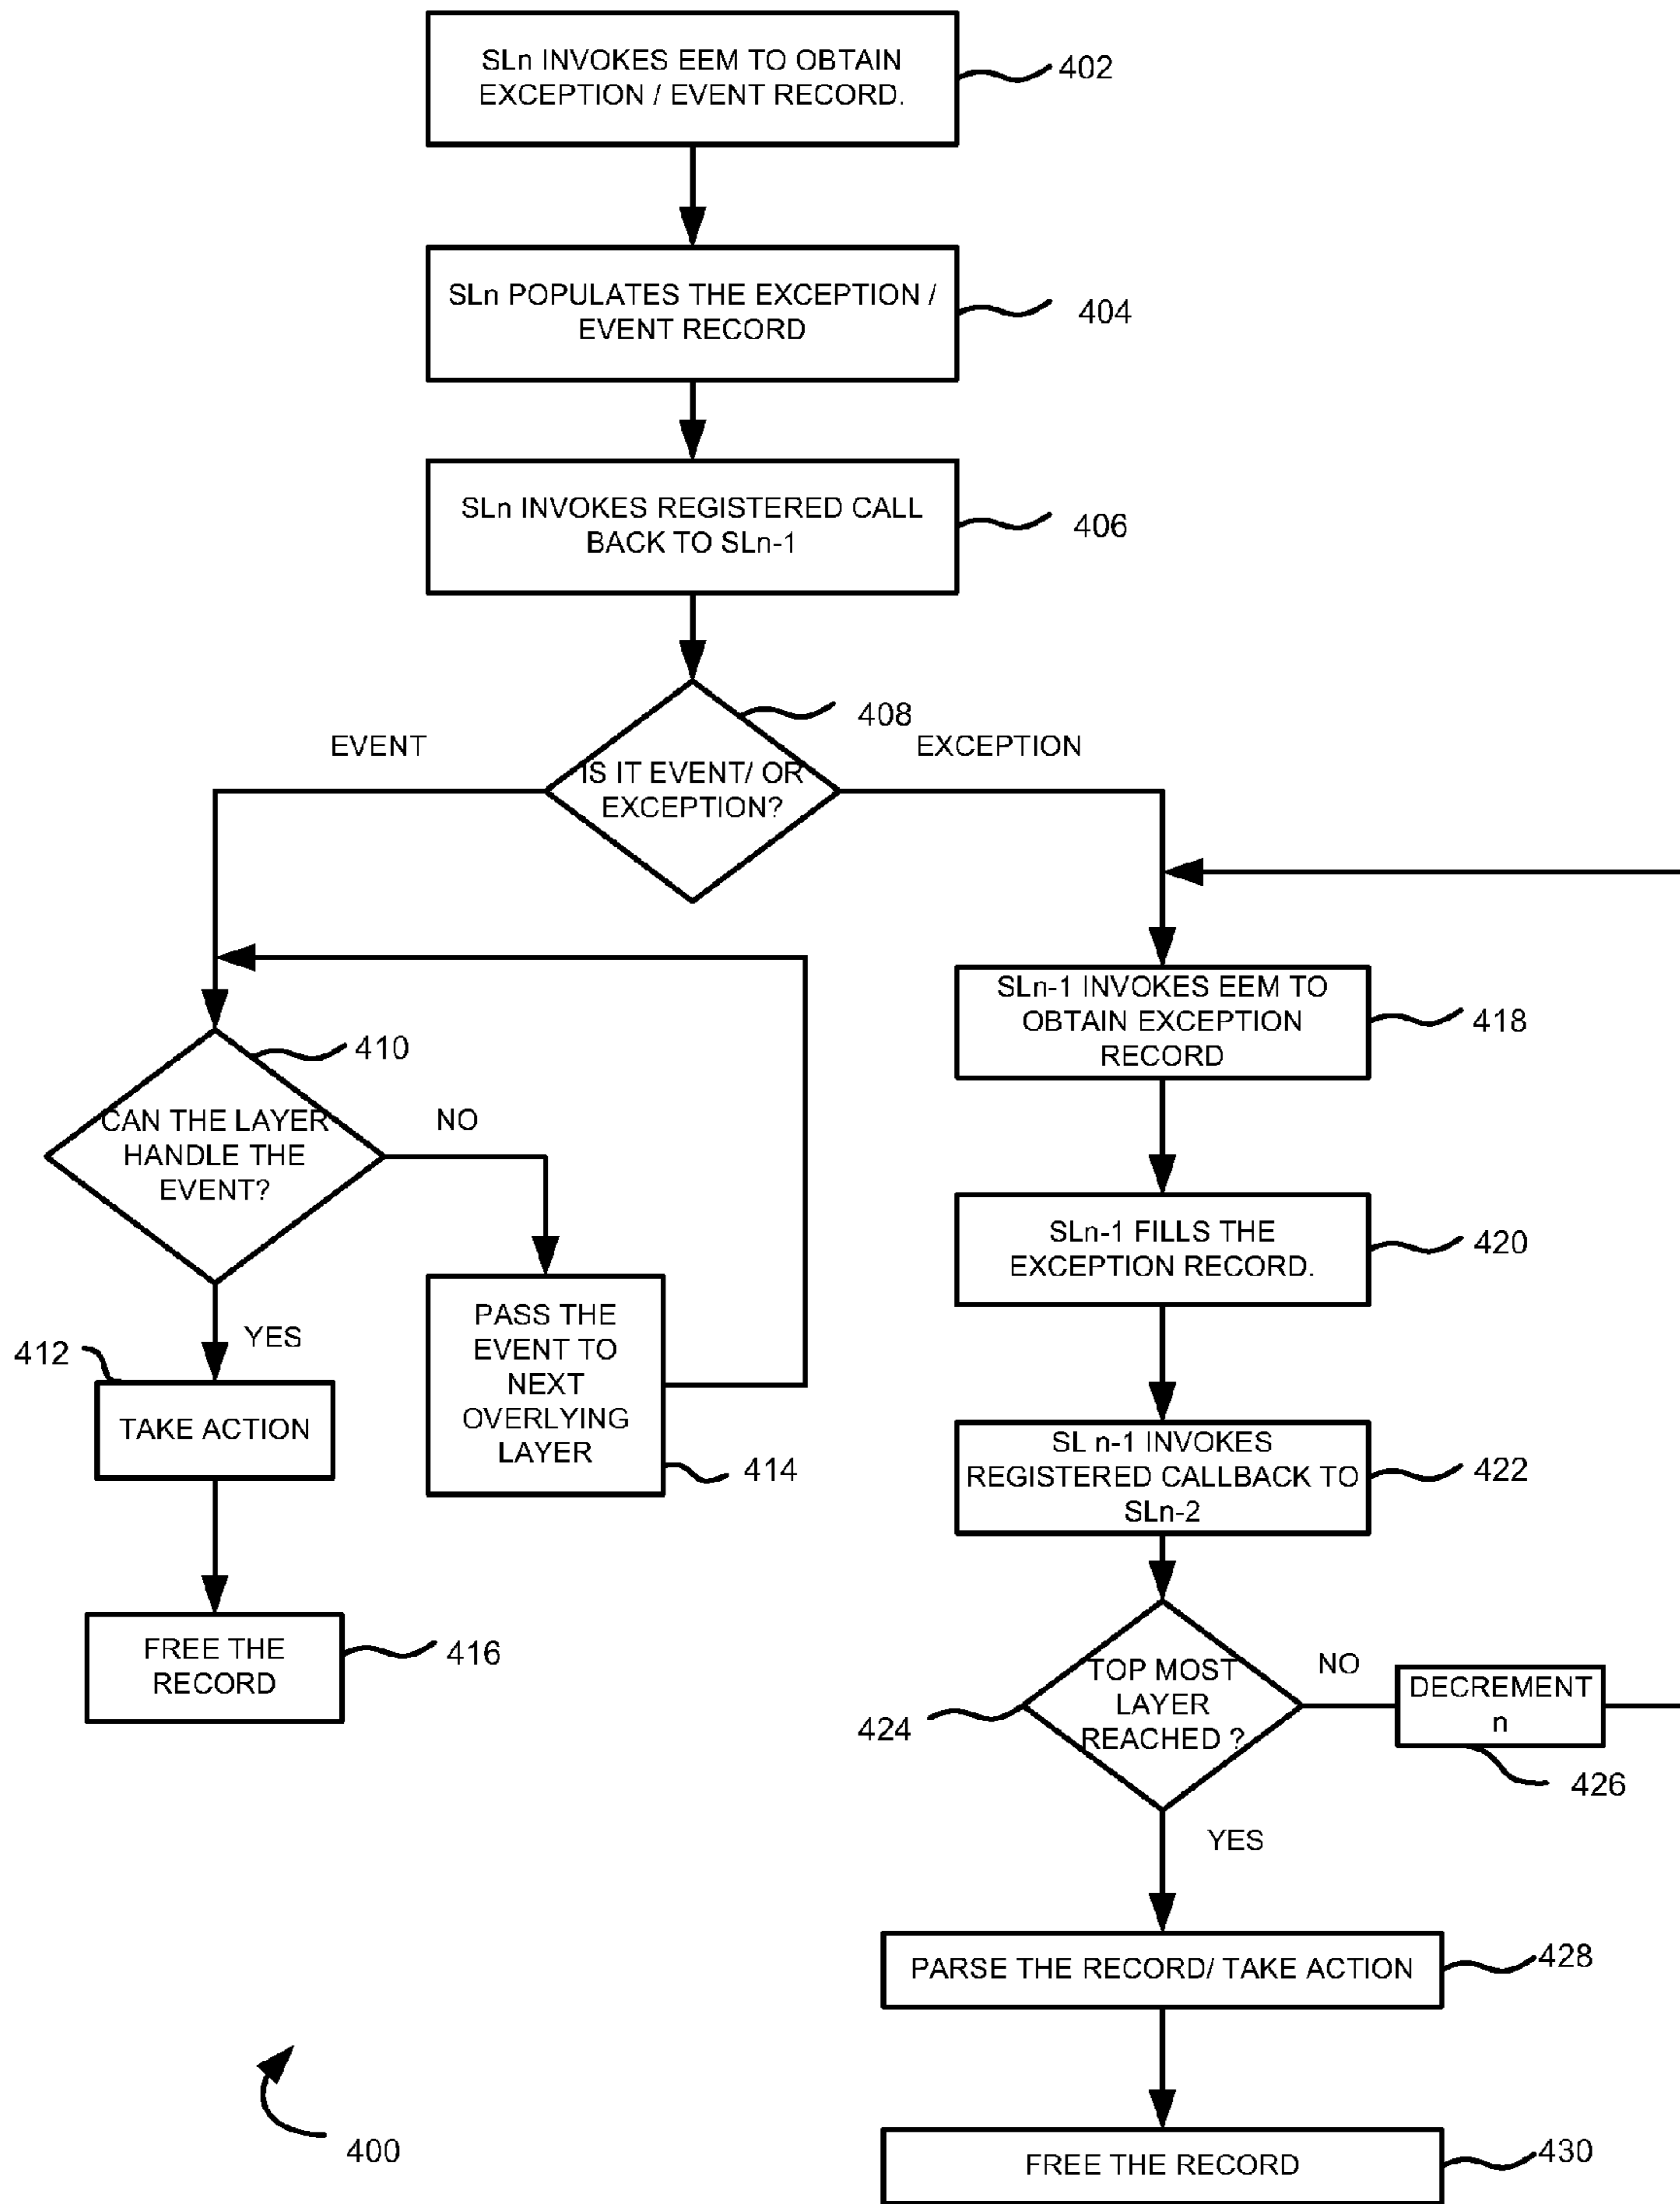 SLn INVOKES EEM TO OBTAIN
EXCEPTION / EVENT RECORD.
402
SLn POPULATES THE EXCEPTION /
EVENT RECORD
404
SLn INVOKES REGISTERED CALL
BACK TO SLn-1
406
408
EVENT
EXCEPTION
IS IT EVENT/ OR
EXCEPTION?
410
CAN THE LAYER
HANDLE THE
EVENT?
NO
YES
412
TAKE ACTION
PASS THE
EVENT TO
NEXT
OVERLYING
LAYER
414
FREE THE
RECORD
416
SLn-1 INVOKES EEM TO
OBTAIN EXCEPTION
RECORD
418
SLn-1 FILLS THE
EXCEPTION RECORD.
420
SL n-1 INVOKES
REGISTERED CALLBACK TO
SLn-2
422
TOP MOST
LAYER
REACHED ?
424
NO
DECREMENT
n
426
YES
PARSE THE RECORD/ TAKE ACTION
428
FREE THE RECORD
430
400